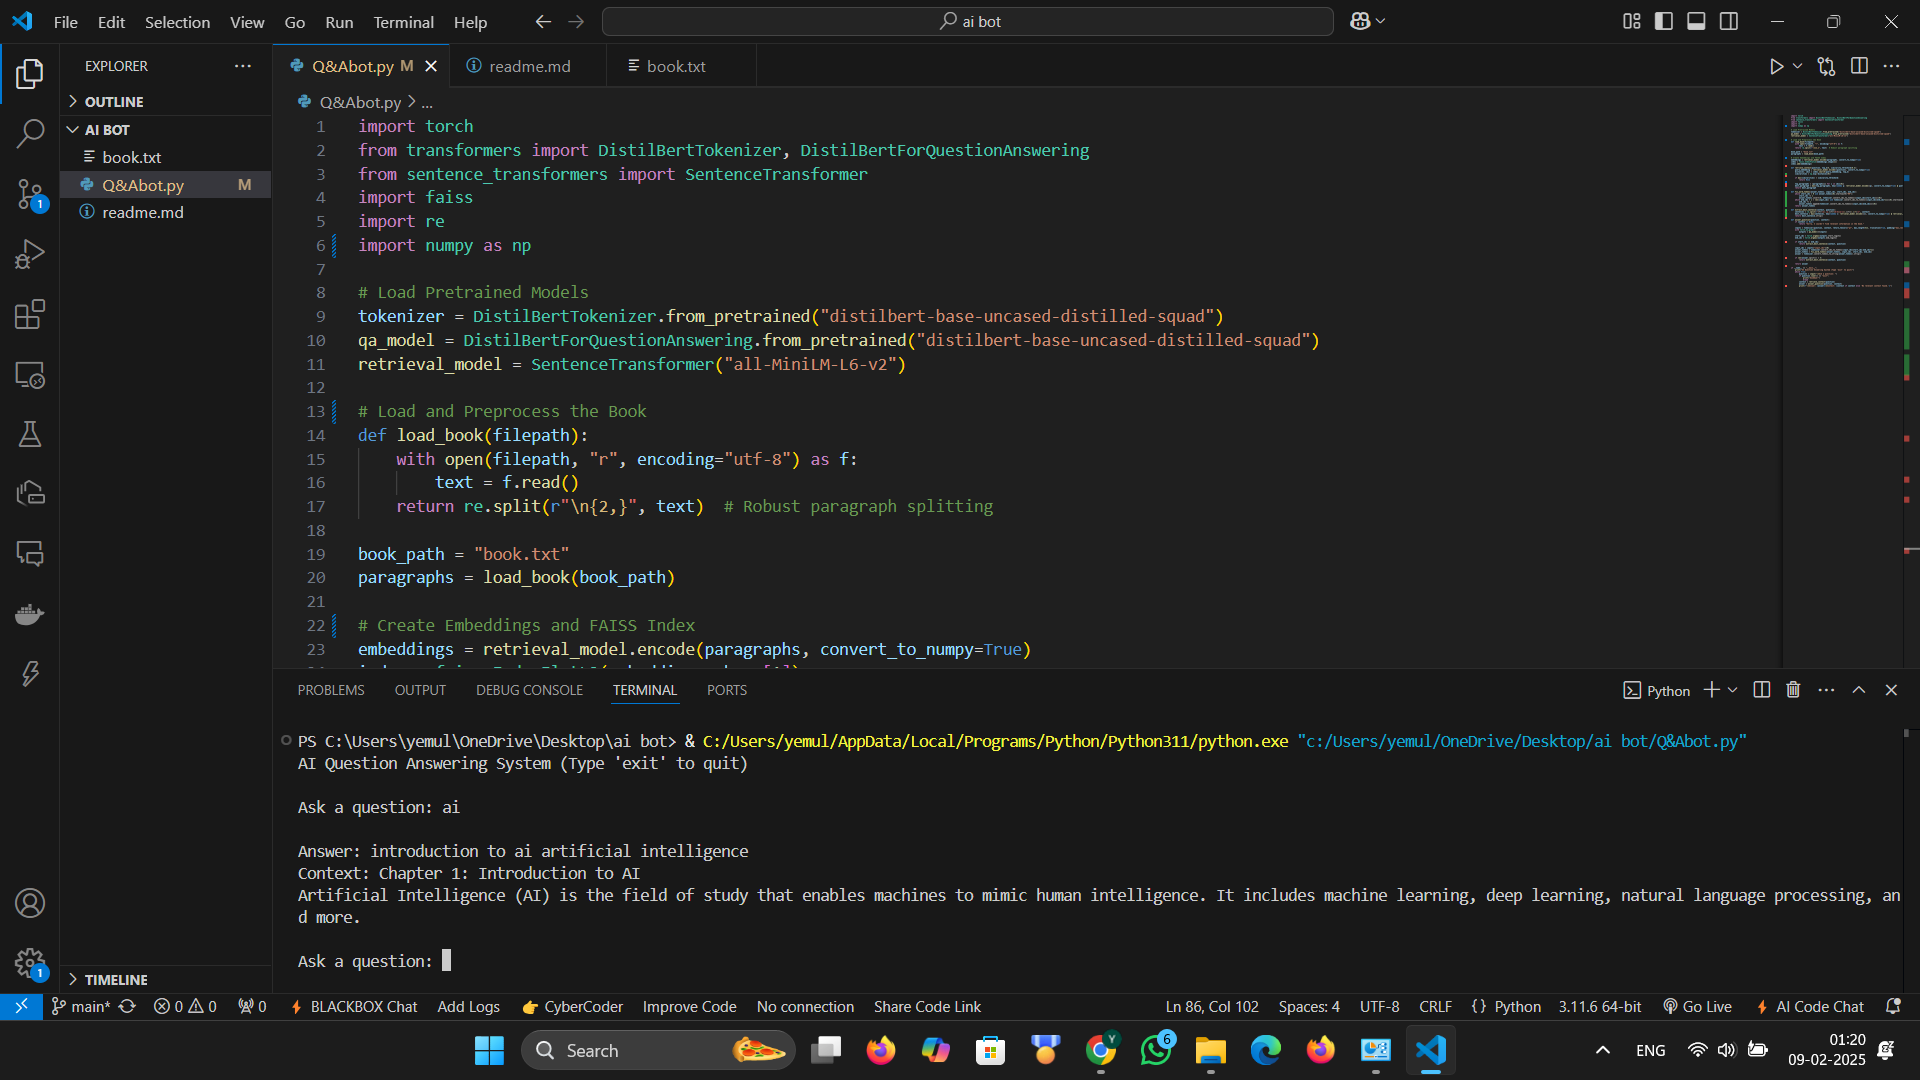 File Edit Selection View Go Run Terminal Help
ai bot
EXPLORER
OUTLINE
AI BOT
book.txt
Q&Abot.py M
readme.md
TIMELINE
Q&Abot.py M
readme.md
book.txt
Q&Abot.py > ...
1 import torch
2 from transformers import DistilBertTokenizer, DistilBertForQuestionAnswering
3 from sentence_transformers import SentenceTransformer
4 import faiss
5 import re
6 import numpy as np
7
8 # Load Pretrained Models
9 tokenizer = DistilBertTokenizer.from_pretrained("distilbert-base-uncased-distilled-squad")
10 qa_model = DistilBertForQuestionAnswering.from_pretrained("distilbert-base-uncased-distilled-squad")
11 retrieval_model = SentenceTransformer("all-MiniLM-L6-v2")
12
13 # Load and Preprocess the Book
14 def load_book(filepath):
15 with open(filepath, "r", encoding="utf-8") as f:
16 text = f.read()
17 return re.split(r"\n{2,}", text)  # Robust paragraph splitting
18
19 book_path = "book.txt"
20 paragraphs = load_book(book_path)
21
22 # Create Embeddings and FAISS Index
23 embeddings = retrieval_model.encode(paragraphs, convert_to_numpy=True)
PROBLEMS OUTPUT DEBUG CONSOLE TERMINAL PORTS
Python
PS C:\Users\yemul\OneDrive\Desktop\ai bot> & C:/Users/yemul/AppData/Local/Programs/Python/Python311/python.exe "c:/Users/yemul/OneDrive/Desktop/ai bot/Q&Abot.py"
AI Question Answering System (Type 'exit' to quit)
Ask a question: ai
Answer: introduction to ai artificial intelligence
Context: Chapter 1: Introduction to AI
Artificial Intelligence (AI) is the field of study that enables machines to mimic human intelligence. It includes machine learning, deep learning, natural language processing, an
d more.
Ask a question:
main* 0 0 0 BLACKBOX Chat Add Logs CyberCoder Improve Code No connection Share Code Link Ln 86, Col 102 Spaces: 4 UTF-8 CRLF {} Python 3.11.6 64-bit Go Live AI Code Chat
Search
6
ENG
01:20
09-02-2025